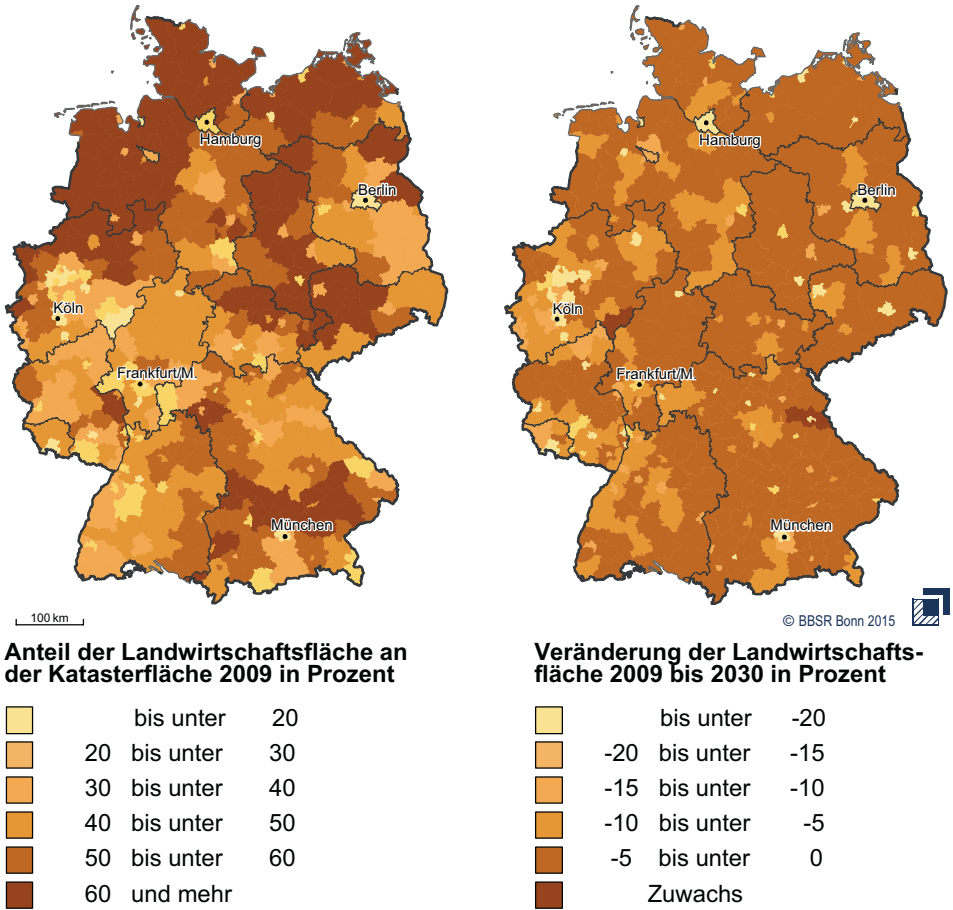 Hamburg
Berlin
Köln
Frankfurt/M.
München
100 km
Anteil der Landwirtschaftsfläche an
der Katasterfläche 2009 in Prozent
bis unter 20
20 bis unter 30
30 bis unter 40
40 bis unter 50
50 bis unter 60
60 und mehr
Hamburg
Berlin
Köln
Frankfurt/M.
München
© BBSR Bonn 2015
Veränderung der Landwirtschafts-
fläche 2009 bis 2030 in Prozent
bis unter -20
-20 bis unter -15
-15 bis unter -10
-10 bis unter -5
-5 bis unter 0
Zuwachs